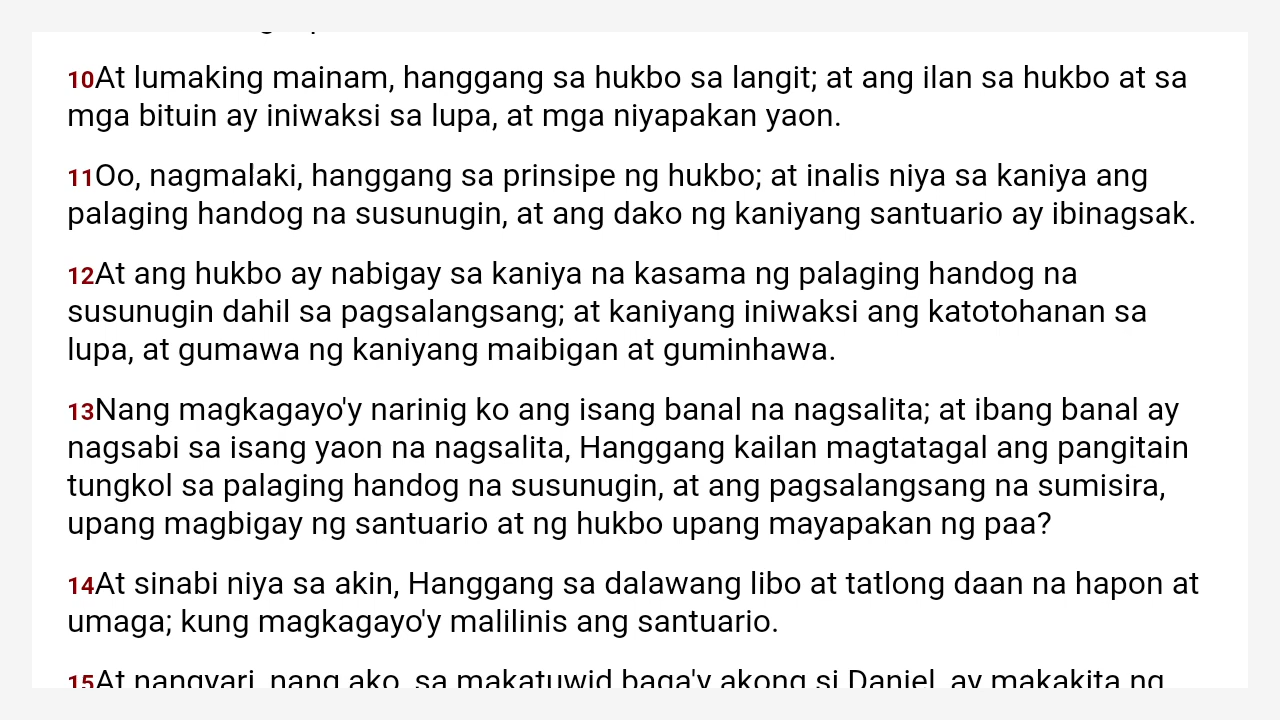 10At lumaking mainam, hanggang sa hukbo sa langit; at ang ilan sa hukbo at sa
mga bituin ay iniwaksi sa lupa, at mga niyapakan yaon.
11Oo, nagmalaki, hanggang sa prinsipe ng hukbo; at inalis niya sa kaniya ang
palaging handog na susunugin, at ang dako ng kaniyang santuario ay ibinagsak.
12At ang hukbo ay nabigay sa kaniya na kasama ng palaging handog na
susunugin dahil sa pagsalangsang; at kaniyang iniwaksi ang katotohanan sa
lupa, at gumawa ng kaniyang maibigan at guminhawa.
13Nang magkagayo'y narinig ko ang isang banal na nagsalita; at ibang banal ay
nagsabi sa isang yaon na nagsalita, Hanggang kailan magtatagal ang pangitain
tungkol sa palaging handog na susunugin, at ang pagsalangsang na sumisira,
upang magbigay ng santuario at ng hukbo upang mayapakan ng paa?
14At sinabi niya sa akin, Hanggang sa dalawang libo at tatlong daan na hapon at
umaga; kung magkagayo'y malilinis ang santuario.
15At nangyari, nang ako, sa makatuwid baga'y akong si Daniel, ay makakita ng